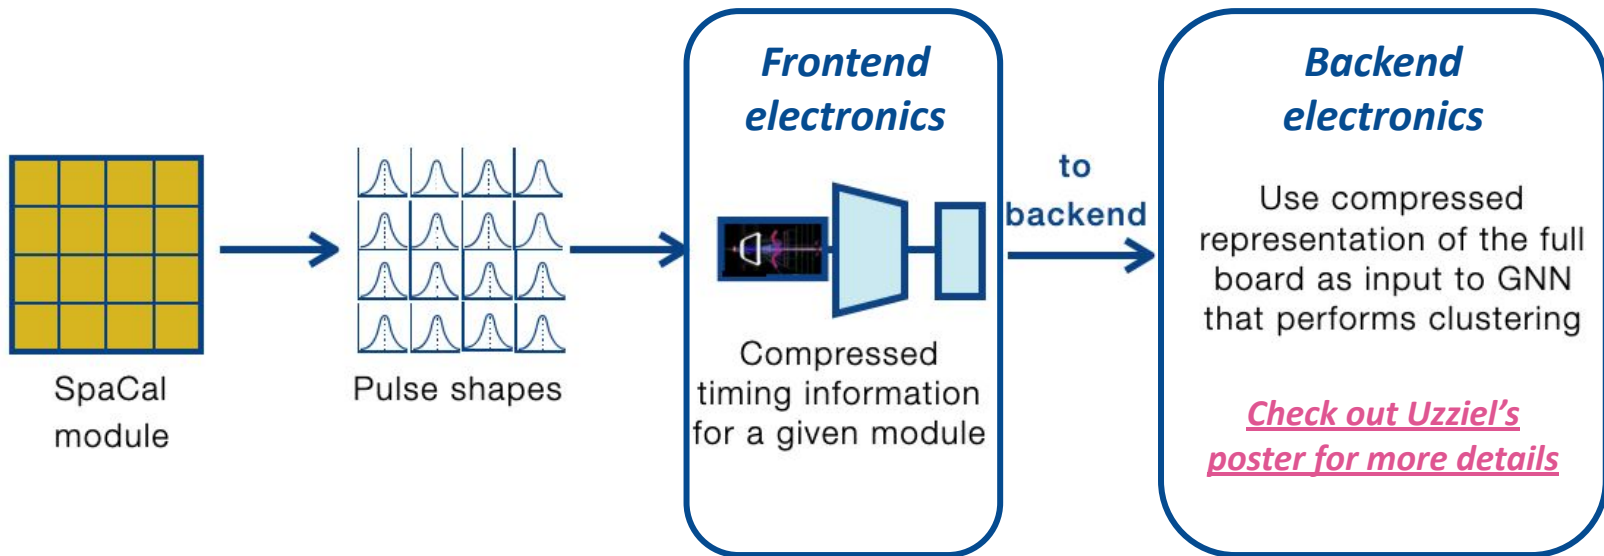 SpaCal
module
Pulse shapes
Frontend
electronics
Compressed
timing information
for a given module
to
backend
Backend
electronics
Use compressed
representation of the full
board as input to GNN
that performs clustering
Check out Uzziel’s
poster for more details